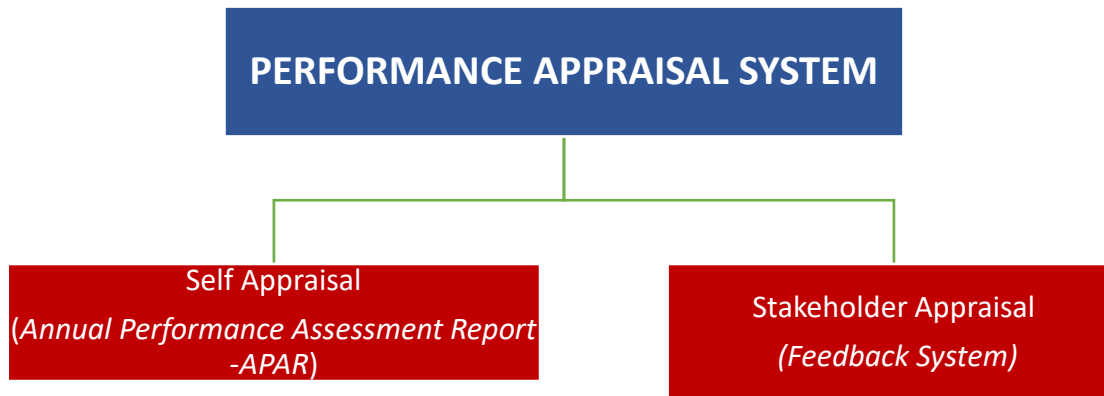 PERFORMANCE APPRAISAL SYSTEM
Self Appraisal
(Annual Performance Assessment Report
-APAR)
Stakeholder Appraisal
(Feedback System)